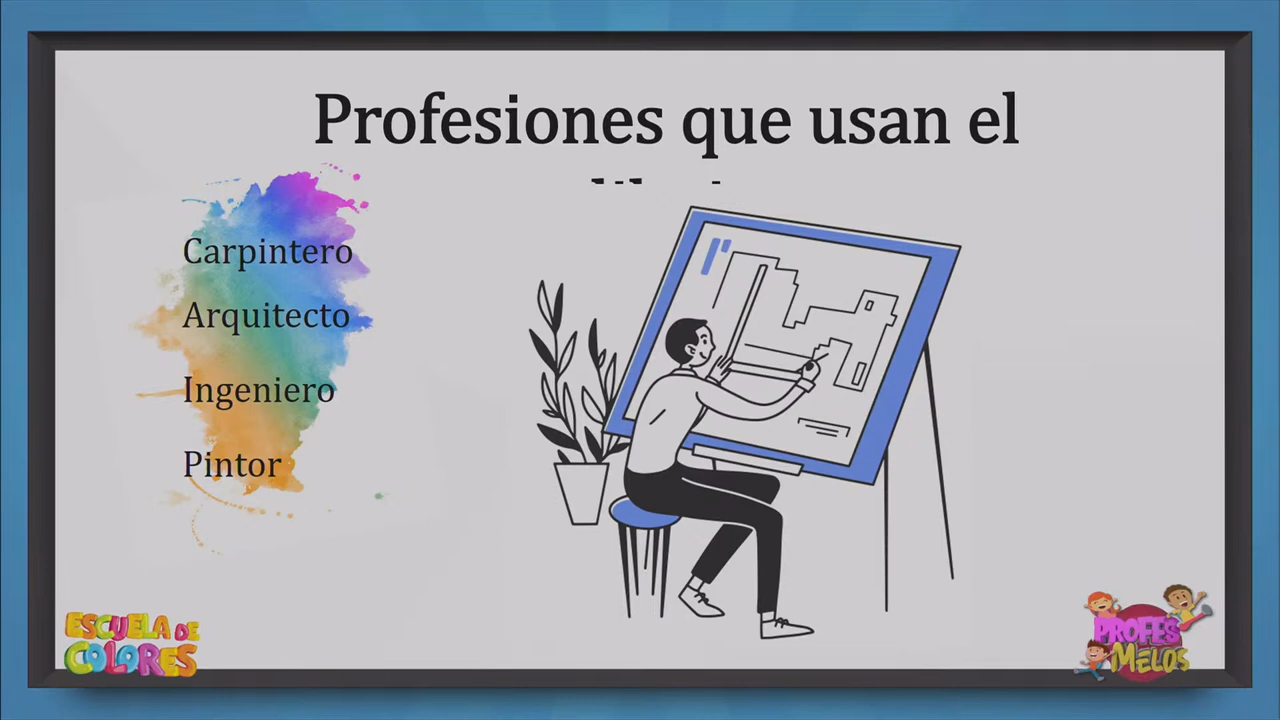 Profesiones que usan el
Carpintero
Arquitecto
Ingeniero
Pintor
ESCUELA DE
COLORES
PROFES
MELOS